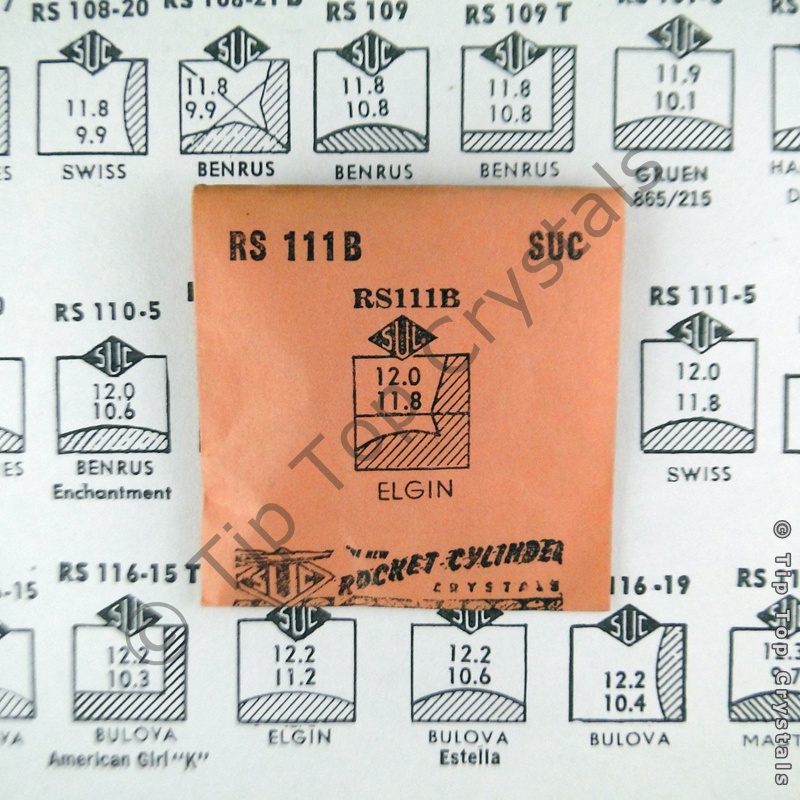 RS 108-20
RS 109
RS 109 T
SUC
SUC
SUC
SUC
SUC
11.8
9.9
SWISS
11.8
9.9
BENRUS
11.8
10.8
BENRUS
11.8
10.8
BENRUS
11.9
10.1
GRUEN
865/215
RS 111B SUC
RS111B
SUC
12.0
11.8
ELGIN
THE NEW
SUC ROCKET-CYLINDER
CRYSTALS
RS 110-5
SUC
12.0
10.6
BENRUS
Enchantment
RS 111-5
SUC
12.0
11.8
SWISS
-15
RS 116-15 T
SUC
12.2
10.3
BULOVA
American Girl "K"
SUC
12.2
11.2
ELGIN
SUC
12.2
10.6
BULOVA
Estella
116-19
SUC
12.2
10.4
BULOVA
© Tip Top Crystals
© Tip Top Crystals